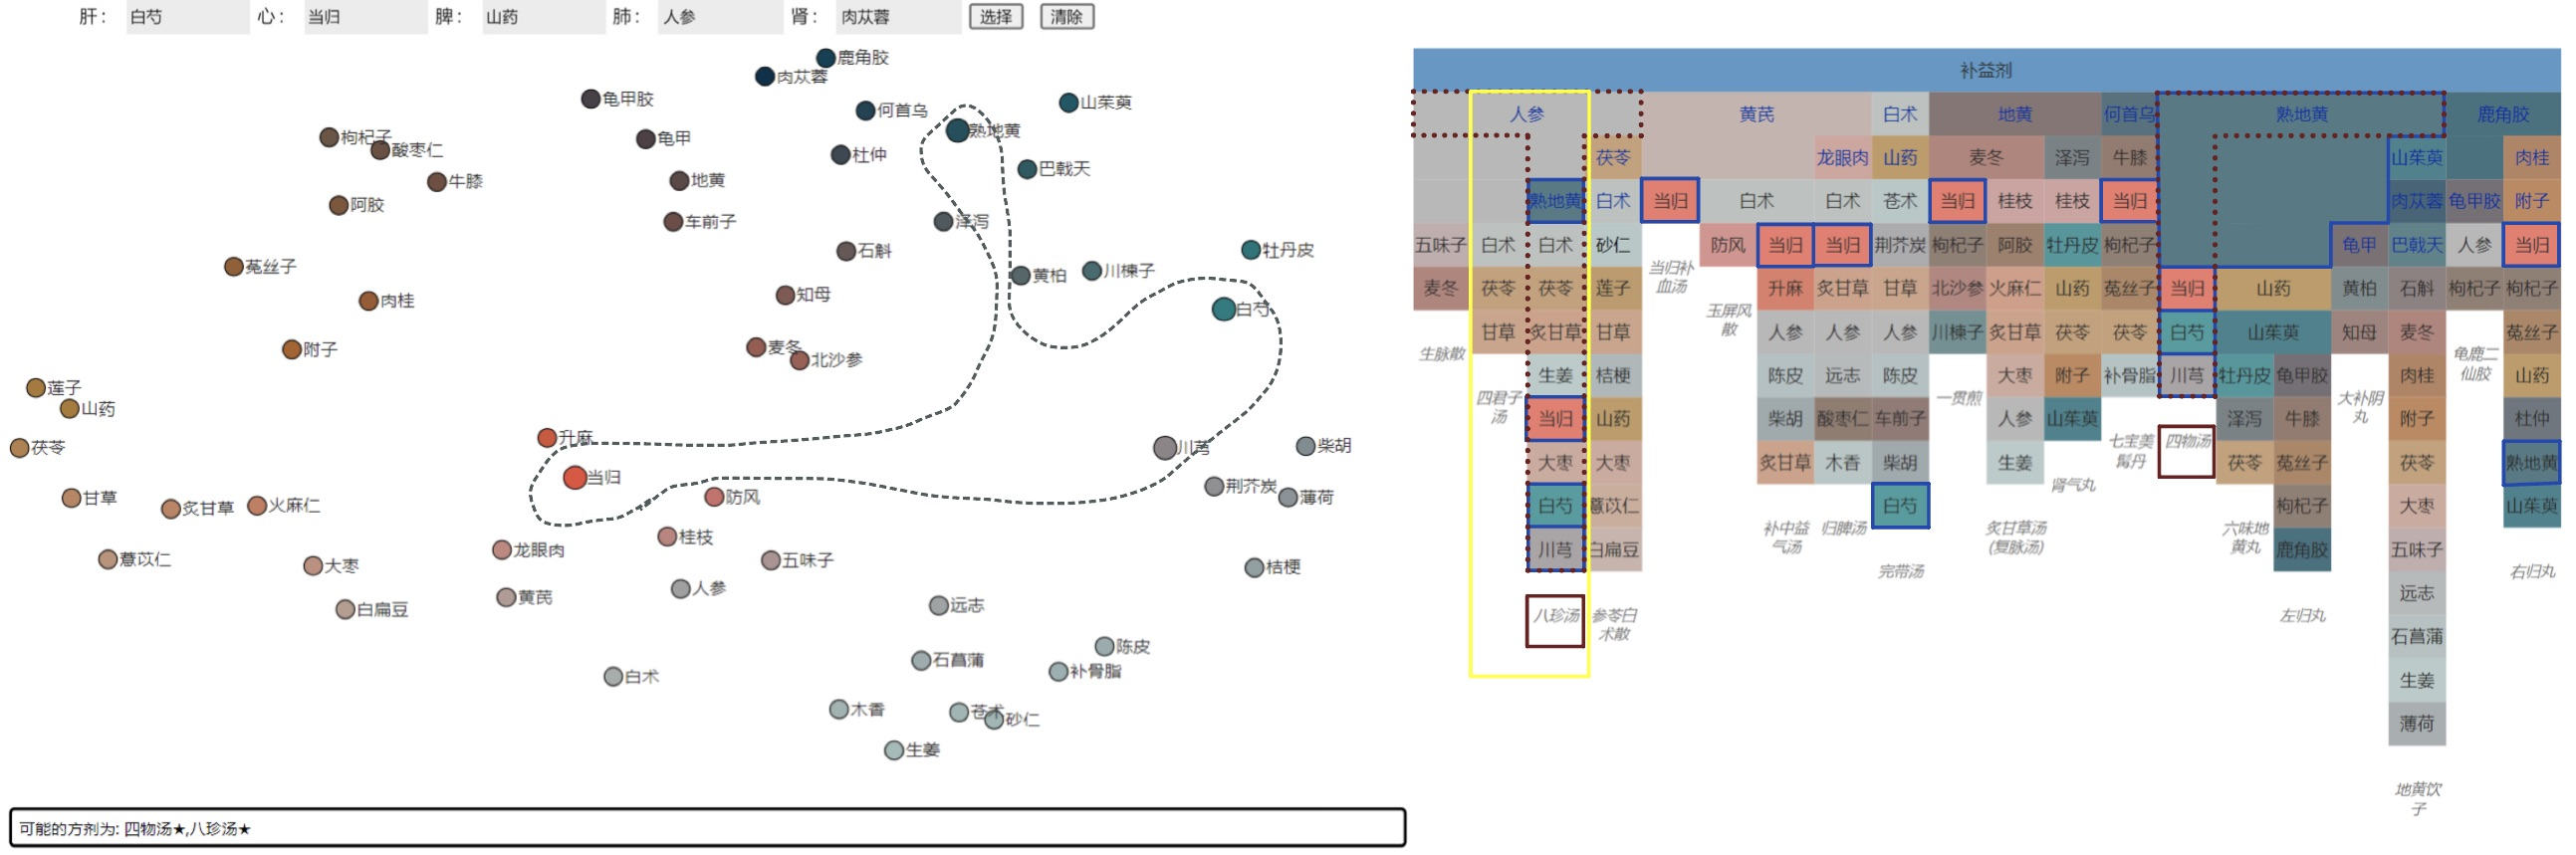 肝： 白芍 心： 当归 脾： 山药 肺： 人参 肾： 肉苁蓉 选择 清除
鹿角胶
肉苁蓉
龟甲胶
何首乌
山茱萸
熟地黄
枸杞子
龟甲
酸枣仁
杜仲
巴戟天
地黄
牛膝
阿胶
车前子
泽泻
石斛
牡丹皮
菟丝子
川楝子
黄柏
知母
肉桂
白芍
麦冬
附子
北沙参
莲子
山药
升麻
茯苓
川芎
柴胡
当归
荆芥炭
防风
薄荷
甘草
炙甘草
火麻仁
桂枝
龙眼肉
薏苡仁
五味子
大枣
桔梗
人参
黄芪
白扁豆
远志
陈皮
石菖蒲
补骨脂
白术
木香
苍术
砂仁
生姜
可能的方剂为: 四物汤★,八珍汤★
补益剂
人参 黄芪 白术 地黄 何首乌 熟地黄 鹿角胶
茯苓 龙眼肉 山药 麦冬 泽泻 牛膝 山茱萸 肉桂
熟地黄 白术 当归 白术 白术 苍术 当归 桂枝 桂枝 当归 肉苁蓉 龟甲胶 附子
五味子 白术 白术 砂仁 防风 当归 当归 荆芥炭 枸杞子 阿胶 牡丹皮 枸杞子 龟甲 巴戟天 人参 当归
麦冬 茯苓 茯苓 莲子 升麻 炙甘草 甘草 北沙参 火麻仁 山药 菟丝子 当归 山药 黄柏 石斛 枸杞子 枸杞子
甘草 炙甘草 甘草 人参 人参 人参 川楝子 炙甘草 茯苓 茯苓 白芍 山茱萸 知母 麦冬 菟丝子
生姜 桔梗 陈皮 远志 陈皮 大枣 附子 补骨脂 川芎 牡丹皮 龟甲胶 肉桂 山药
当归 山药 柴胡 酸枣仁 车前子 人参 山茱萸 泽泻 牛膝 附子 杜仲
大枣 大枣 炙甘草 木香 柴胡 生姜 茯苓 菟丝子 茯苓 熟地黄
白芍 薏苡仁 白芍 枸杞子 大枣 山茱萸
川芎 白扁豆 鹿角胶 五味子
远志
石菖蒲
生姜
薄荷
生脉散
四君子
汤
八珍汤
参苓白
术散
当归补
血汤
玉屏风
散
补中益
气汤
归脾汤
完带汤
一贯煎
炙甘草汤
(复脉汤)
肾气丸
七宝美
髯丹
四物汤
六味地
黄丸
左归丸
大补阴
丸
地黄饮
子
龟鹿二
仙胶
右归丸